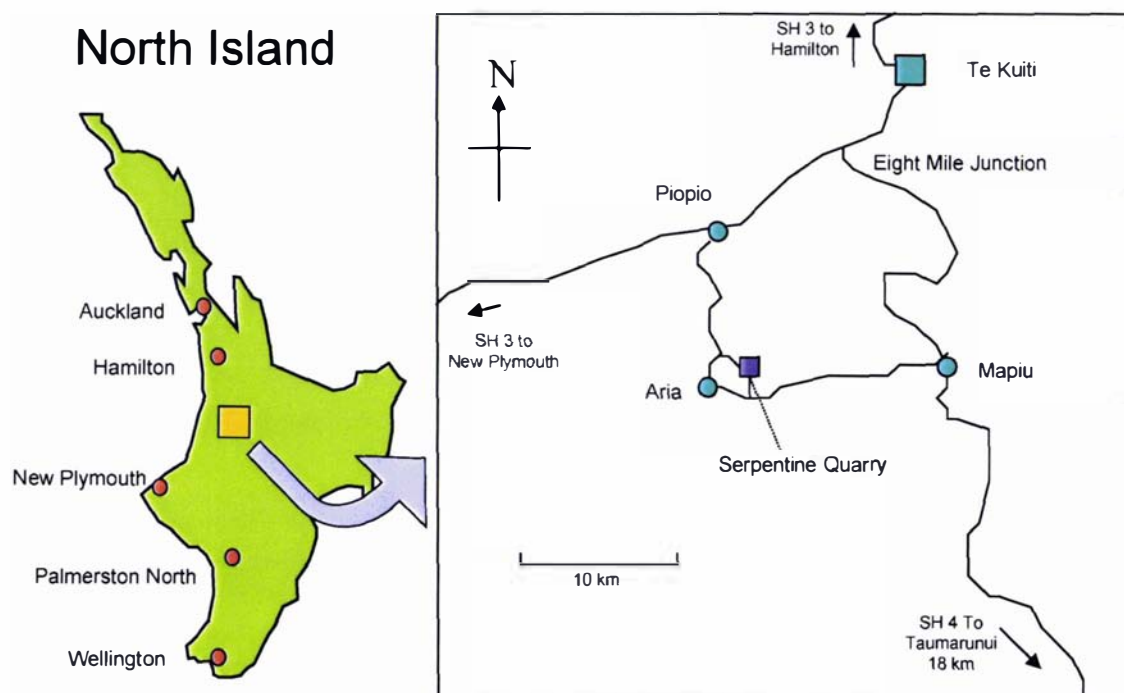 North Island
Auckland
Hamilton
New Plymouth
Palmerston North
Wellington
SH 3 to
Hamilton
N
Te Kuiti
Eight Mile Junction
Piopio
SH 3 to
New Plymouth
Aria
Mapiu
Serpentine Quarry
10 km
SH 4 To
Taumarunui
18 km